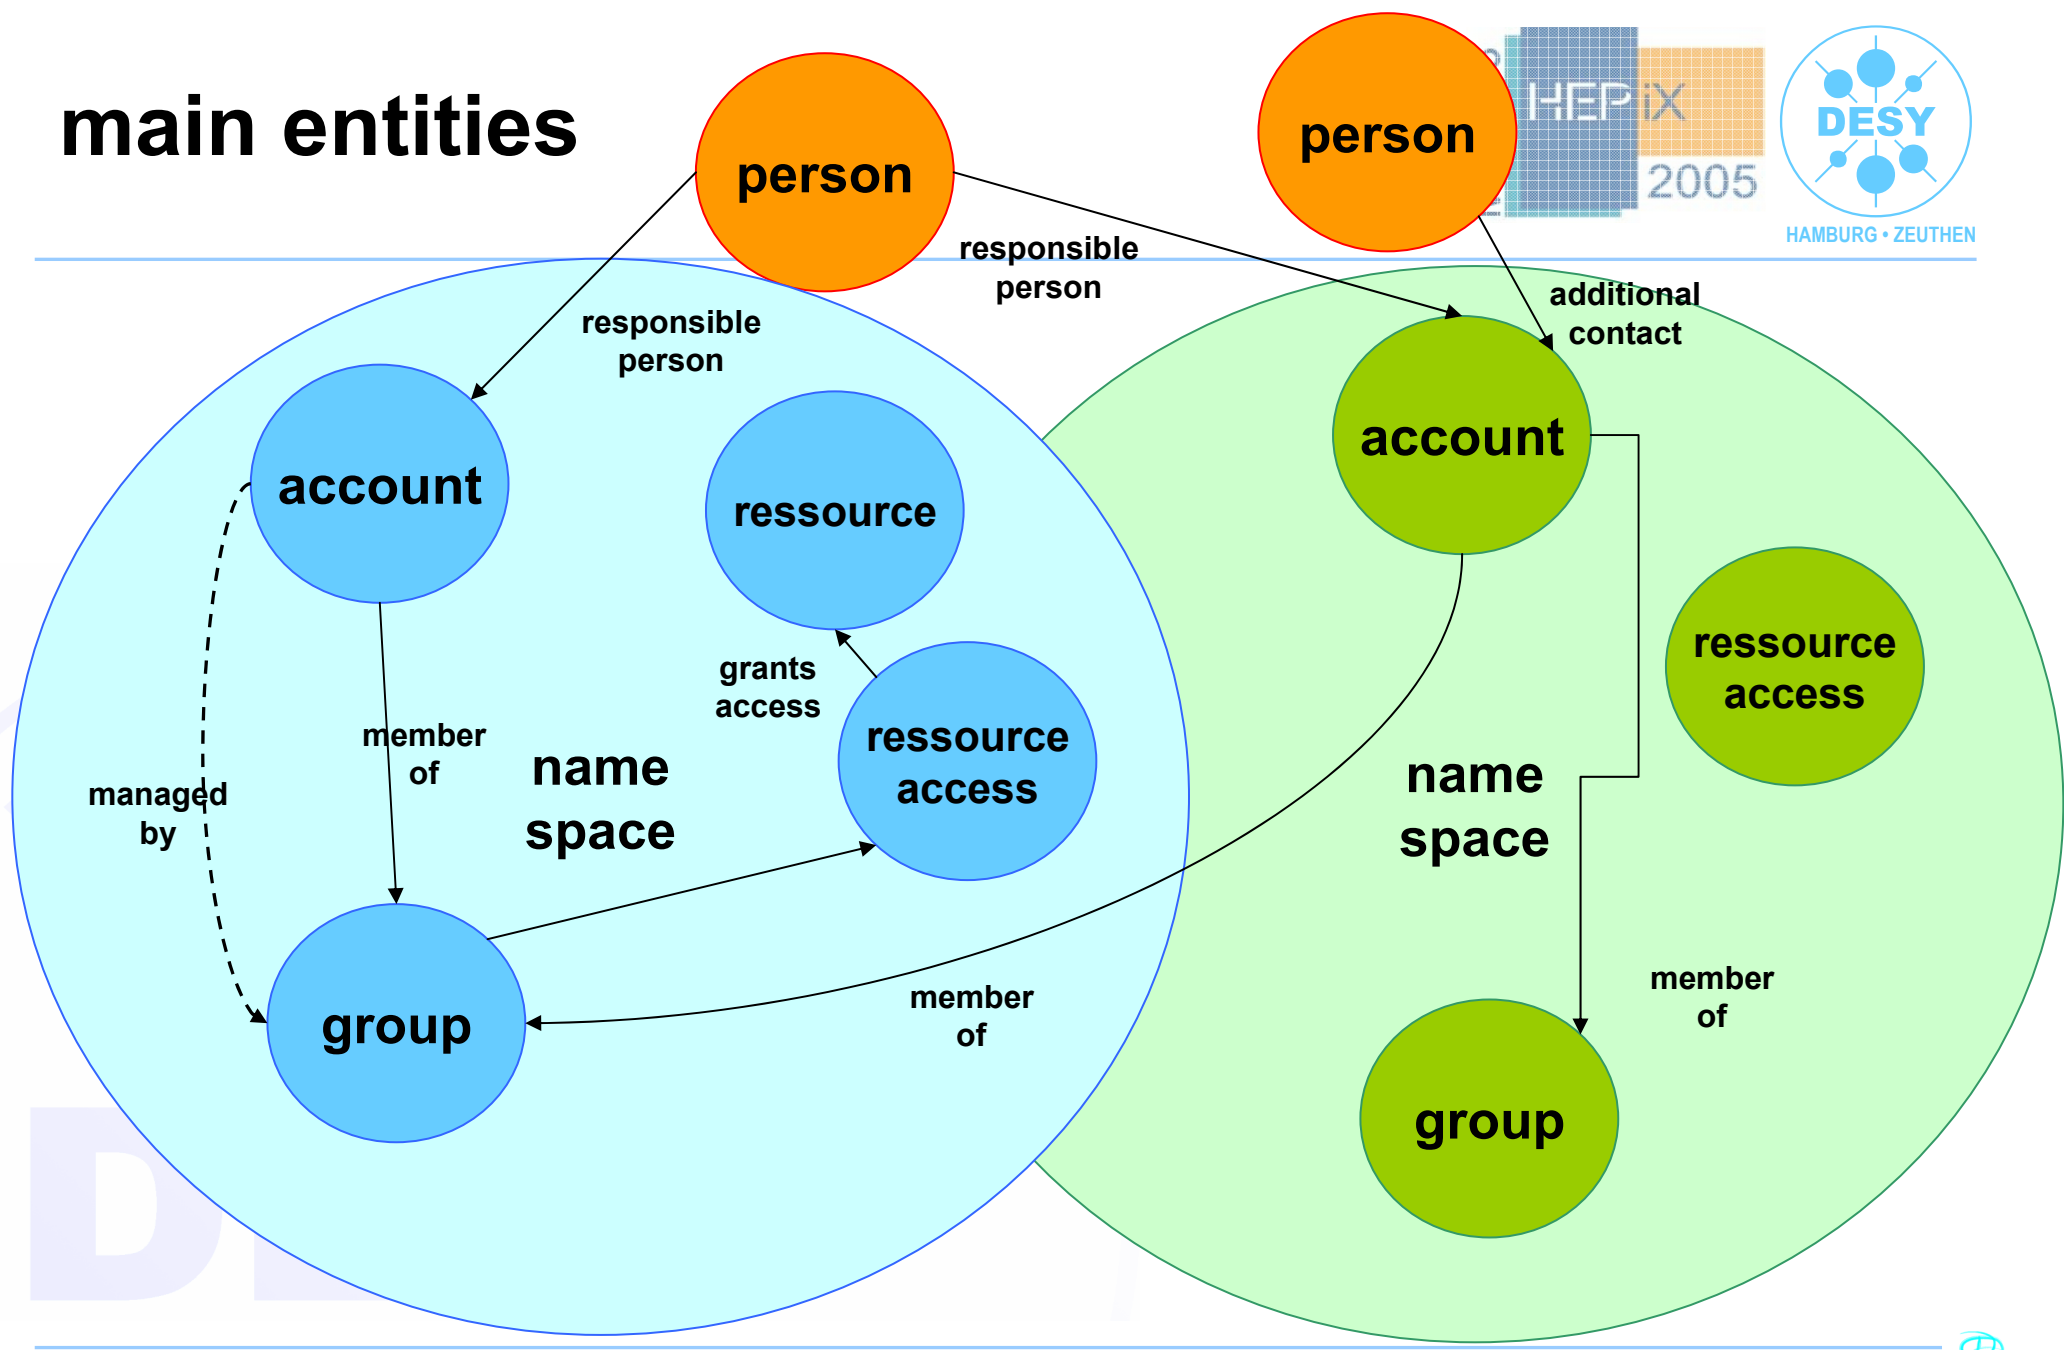 main entities
person
person
HEPiX
2005
DESY
HAMBURG • ZEUTHEN
responsible
person
additional
contact
responsible
person
account
account
ressource
ressource
access
grants
access
ressource
access
member
of
name
space
name
space
managed
by
member
of
member
of
group
group